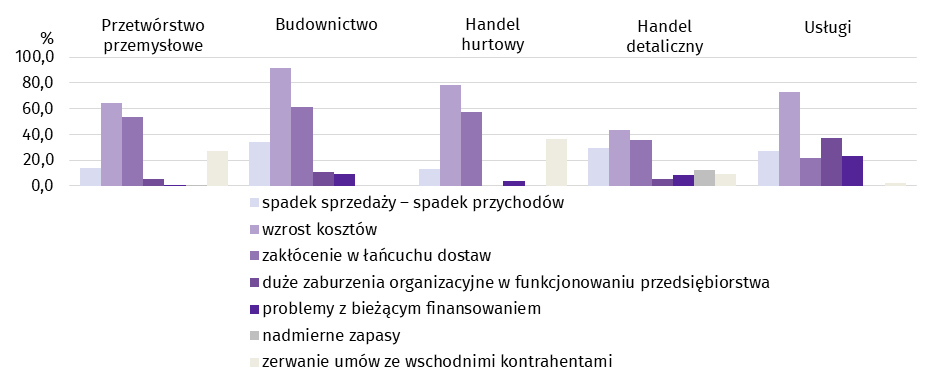 Przetwórstwo
przemysłowe
Budownictwo
Handel
hurtowy
Handel
detaliczny
Usługi
%
100,0
80,0
60,0
40,0
20,0
0,0
spadek sprzedaży – spadek przychodów
wzrost kosztów
zakłócenie w łańcuchu dostaw
duże zaburzenia organizacyjne w funkcjonowaniu przedsiębiorstwa
problemy z bieżącym finansowaniem
nadmierne zapasy
zerwanie umów ze wschodnimi kontrahentami